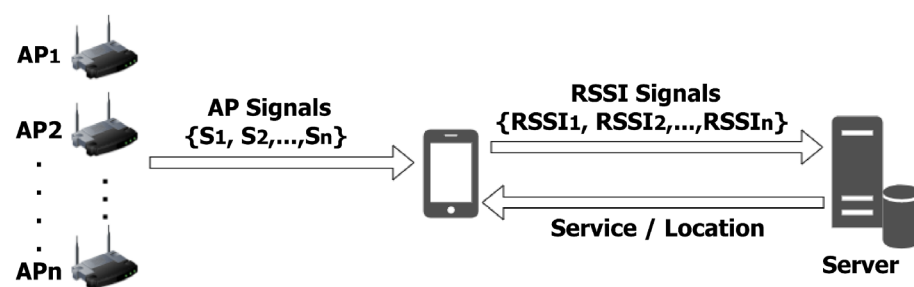 AP1
AP2
APn
AP Signals
{S1, S2,...,Sn}
RSSI Signals
{RSSI1, RSSI2,...,RSSIn}
Service / Location
Server